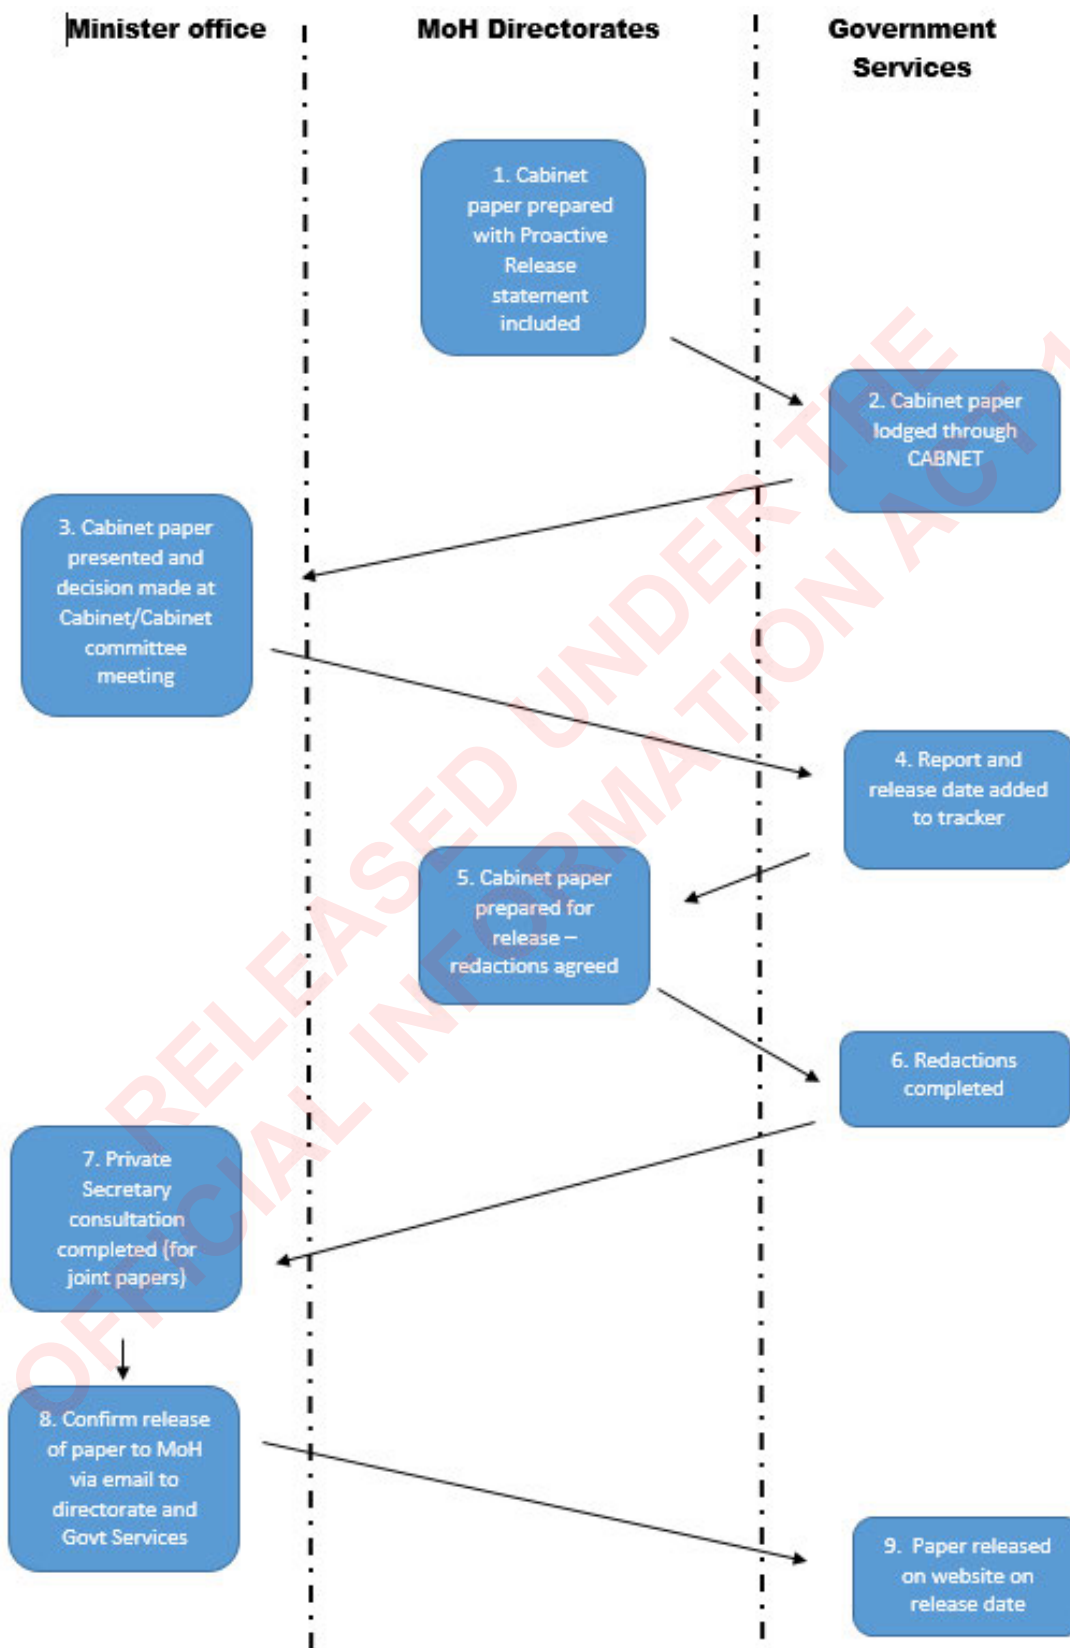 Minister office
MoH Directorates
Government
Services
1. Cabinet
paper prepared
with Proactive
Release
statement
included
2. Cabinet paper
lodged through
CABNET
3. Cabinet paper
presented and
decision made at
Cabinet/Cabinet
committee
meeting
4. Report and
release date added
to tracker
5. Cabinet paper
prepared for
release –
redactions agreed
6. Redactions
completed
7. Private
Secretary
consultation
completed (for
joint papers)
8. Confirm release
of paper to MoH
via email to
directorate and
Govt Services
9. Paper released
on website on
release date
RELEASED UNDER THE
OFFICIAL INFORMATION ACT 1